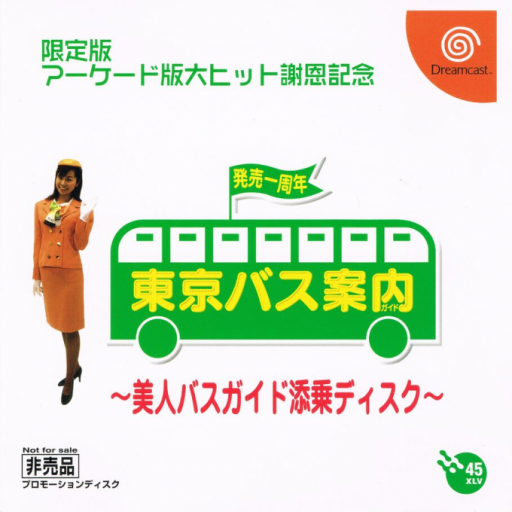 限定版
アーケード版大ヒット謝恩記念
Dreamcast
発売一周年
東京バス案内
ガイド
〜美人バスガイド添乗ディスク〜
Not for sale
非売品
プロモーションディスク
45
XLV